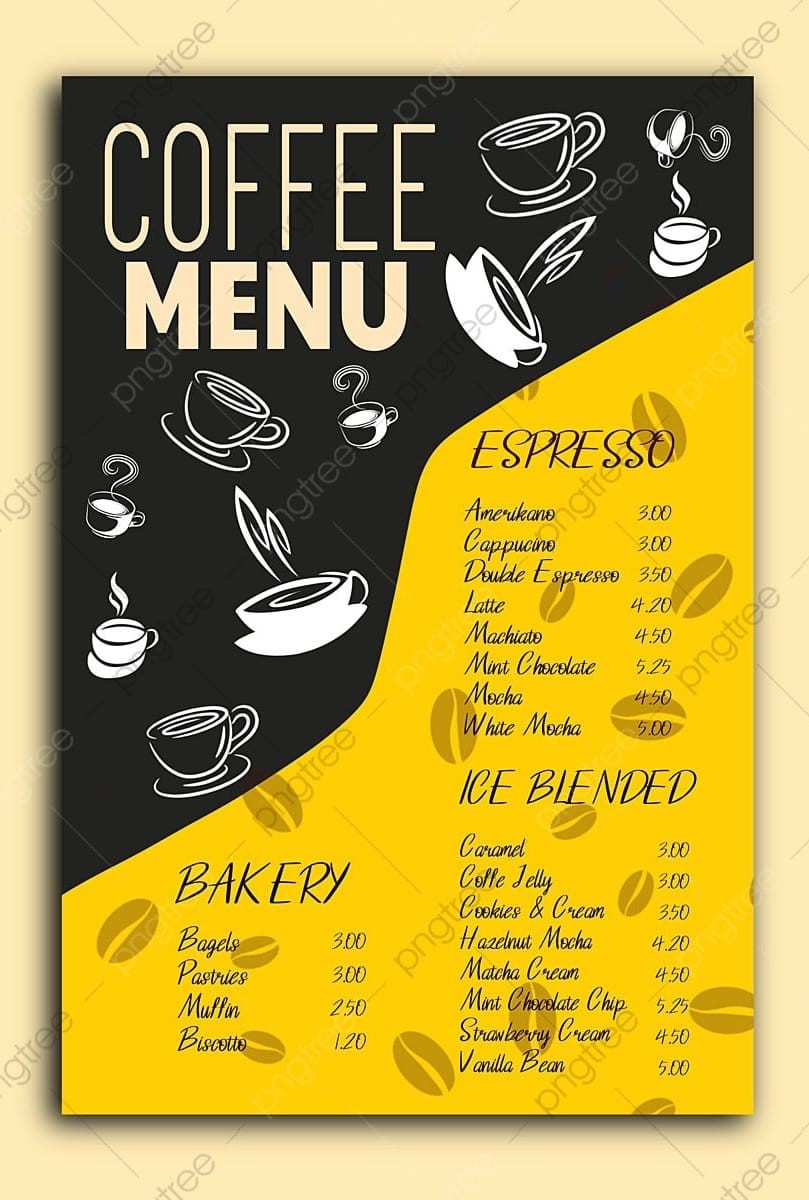 COFFEE
MENU
ESPRESSO
Amerikano 3.00
Cappucino 3.00
Double Espresso 3.50
Latte 4.20
Machiato 4.50
Mint Chocolate 5.25
Mocha 4.50
White Mocha 5.00
ICE BLENDED
Caramel 3.00
Coffe Jelly 3.00
Cookies & Cream 3.50
Hazelnut Mocha 4.20
Matcha Cream 4.50
Mint Chocolate Chip 5.25
Strawberry Cream 4.50
Vanilla Bean 5.00
BAKERY
Bagels 3.00
Pastries 3.00
Muffin 2.50
Biscotto 1.20
pngtree